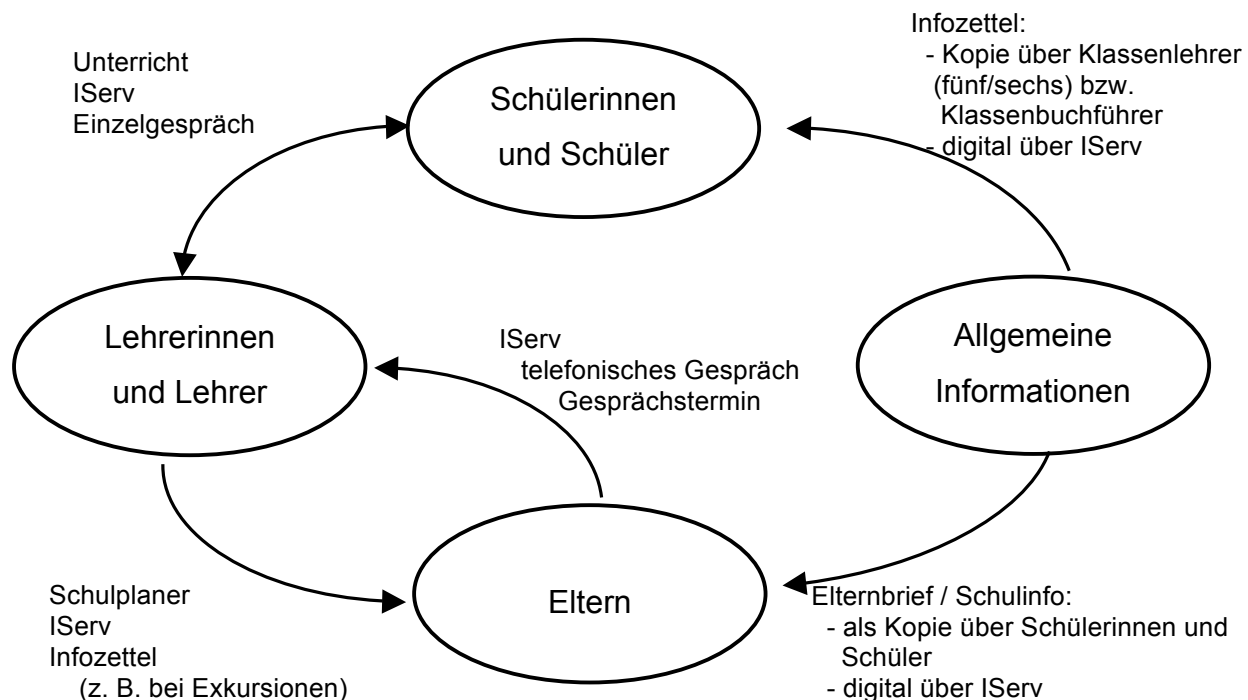 Unterricht
IServ
Einzelgespräch
Schülerinnen
und Schüler
Infozettel:
- Kopie über Klassenlehrer
(fünf/sechs) bzw.
Klassenbuchführer
- digital über IServ
Lehrerinnen
und Lehrer
IServ
telefonisches Gespräch
Gesprächstermin
Allgemeine
Informationen
Schulplaner
IServ
Infozettel
(z. B. bei Exkursionen)
Eltern
Elternbrief / Schulinfo:
- als Kopie über Schülerinnen und
Schüler
- digital über IServ